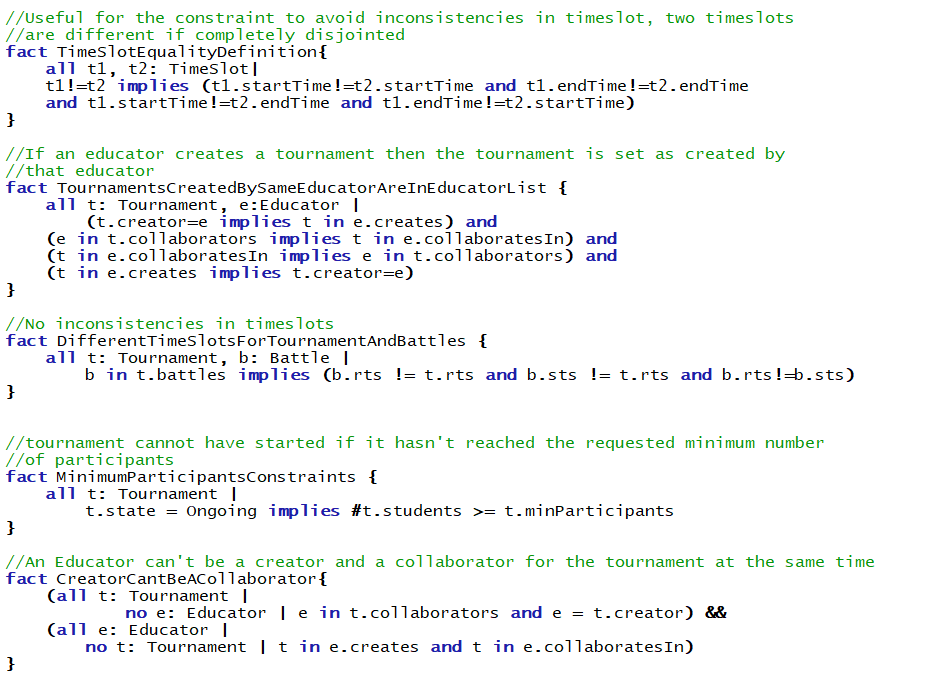 //Useful for the constraint to avoid inconsistencies in timeslot, two timeslots
//are different if completely disjointed
fact TimeSlotEqualityDefinition{
    all t1, t2: TimeSlot|
    t1!=t2 implies (t1.startTime!=t2.startTime and t1.endTime!=t2.endTime
    and t1.startTime!=t2.endTime and t1.endTime!=t2.startTime)
}

//If an educator creates a tournament then the tournament is set as created by
//that educator
fact TournamentsCreatedBySameEducatorAreInEducatorList {
    all t: Tournament, e:Educator |
        (t.creator=e implies t in e.creates) and
    (e in t.collaborators implies t in e.collaboratesIn) and
    (t in e.collaboratesIn implies e in t.collaborators) and
    (t in e.creates implies t.creator=e)
}

//No inconsistencies in timeslots
fact DifferentTimeSlotsForTournamentAndBattles {
    all t: Tournament, b: Battle |
        b in t.battles implies (b.rts != t.rts and b.sts != t.rts and b.rts!=b.sts)
}

//tournament cannot have started if it hasn't reached the requested minimum number
//of participants
fact MinimumParticipantsConstraints {
    all t: Tournament |
        t.state = Ongoing implies #t.students >= t.minParticipants
}

//An Educator can't be a creator and a collaborator for the tournament at the same time
fact CreatorCantBeACollaborator{
    (all t: Tournament |
            no e: Educator | e in t.collaborators and e = t.creator) &&
    (all e: Educator |
        no t: Tournament | t in e.creates and t in e.collaboratesIn)
}